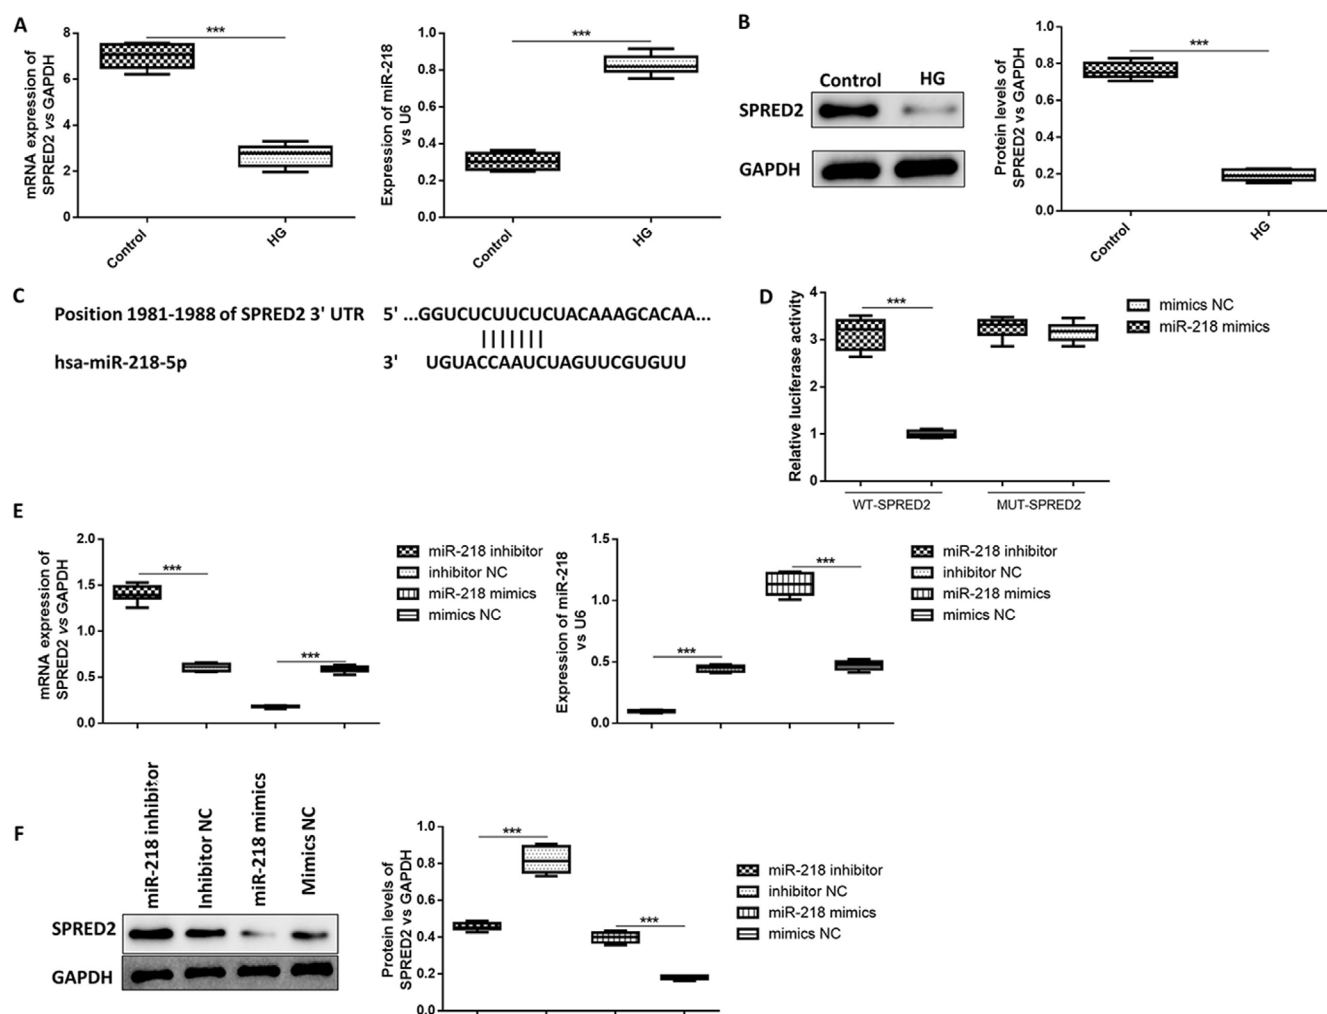 A
mRNA expression of
SPRED2 vs GAPDH
8
6
4
2
0
***
Control
HG
Expression of miR-218
vs U6
1.0
0.8
0.6
0.4
0.2
0.0
***
Control
HG
B
Control
HG
SPRED2
GAPDH
Protein levels of
SPRED2 vs GAPDH
0.8
0.6
0.4
0.2
0.0
***
Control
HG
C
Position 1981-1988 of SPRED2 3' UTR 5' ...GGUCUCUUCUCUACAAAGCACAA...
|||||||
hsa-miR-218-5p 3' UGUACCAAUCUAGUUCGUGUU
D
Relative luciferase activity
4
3
2
1
0
***
WT-SPRED2
MUT-SPRED2
mimics NC
miR-218 mimics
E
mRNA expression of
SPRED2 vs GAPDH
2.0
1.5
1.0
0.5
0.0
***
***
miR-218 inhibitor
inhibitor NC
miR-218 mimics
mimics NC
Expression of miR-218
vs U6
1.5
1.0
0.5
0.0
***
***
miR-218 inhibitor
inhibitor NC
miR-218 mimics
mimics NC
F
miR-218 inhibitor
Inhibitor NC
miR-218 mimics
Mimics NC
SPRED2
GAPDH
Protein levels of
SPRED2 vs GAPDH
1.0
0.8
0.6
0.4
0.2
0.0
***
***
miR-218 inhibitor
inhibitor NC
miR-218 mimics
mimics NC